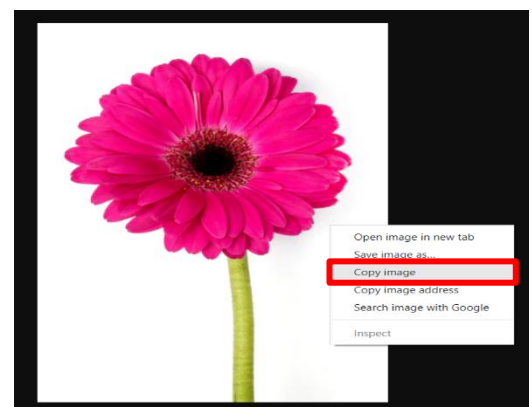 Open image in new tab
Save image as...
Copy image
Copy image address
Search image with Google
Inspect